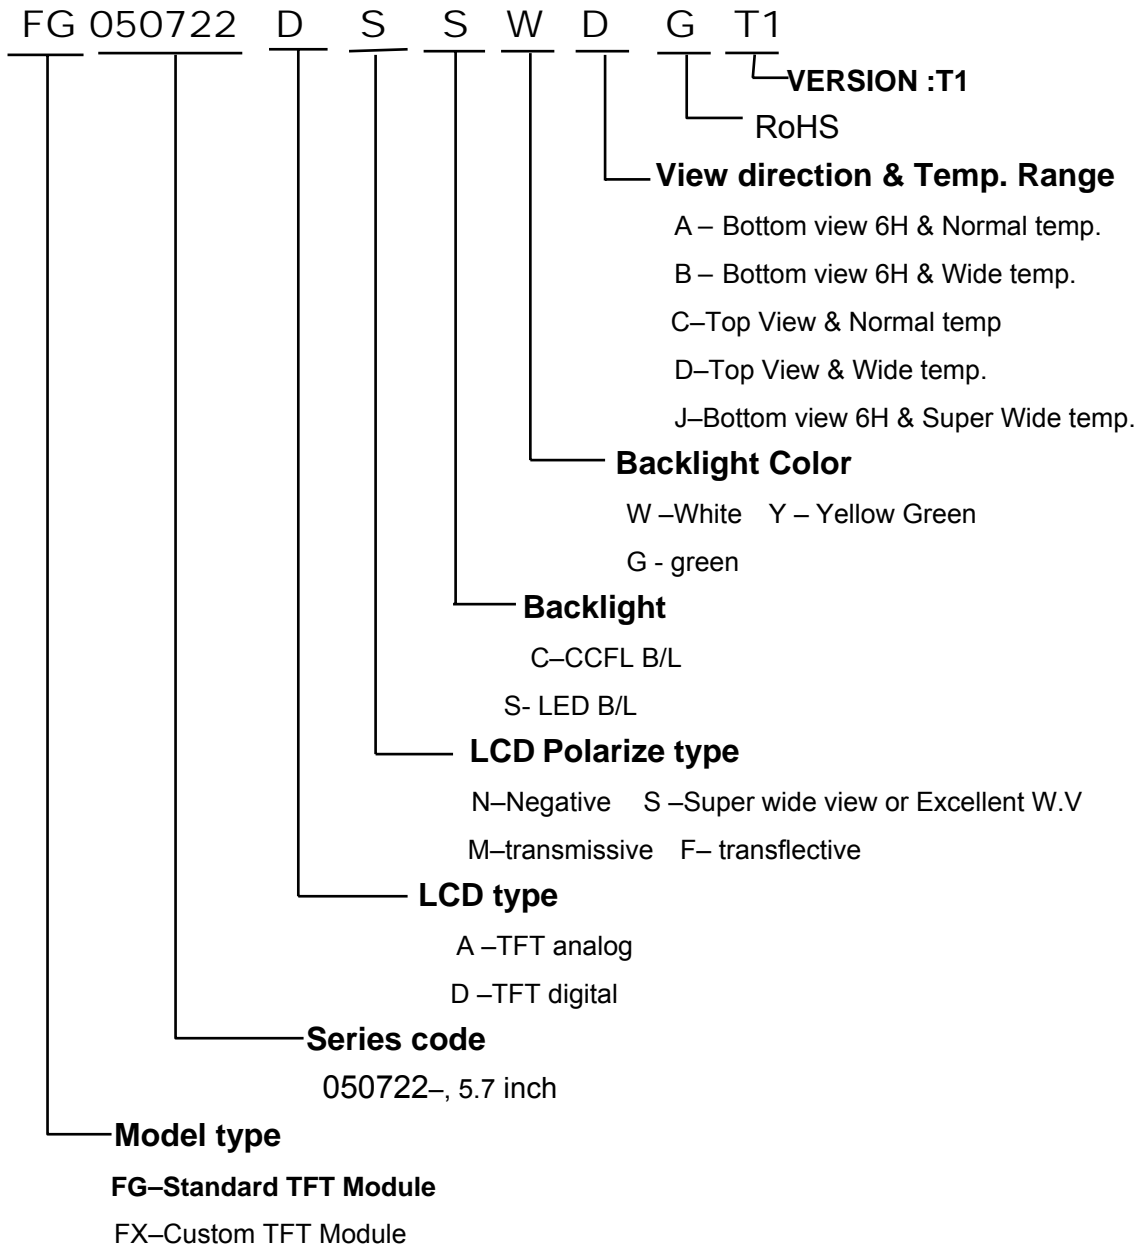 FG 050722 D S S W D G T1
VERSION :T1
RoHS
View direction & Temp. Range
A – Bottom view 6H & Normal temp.
B – Bottom view 6H & Wide temp.
C–Top View & Normal temp
D–Top View & Wide temp.
J–Bottom view 6H & Super Wide temp.
Backlight Color
W –White Y – Yellow Green
G - green
Backlight
C–CCFL B/L
S- LED B/L
LCD Polarize type
N–Negative S –Super wide view or Excellent W.V
M–transmissive F– transflective
LCD type
A –TFT analog
D –TFT digital
Series code
050722–, 5.7 inch
Model type
FG–Standard TFT Module
FX–Custom TFT Module